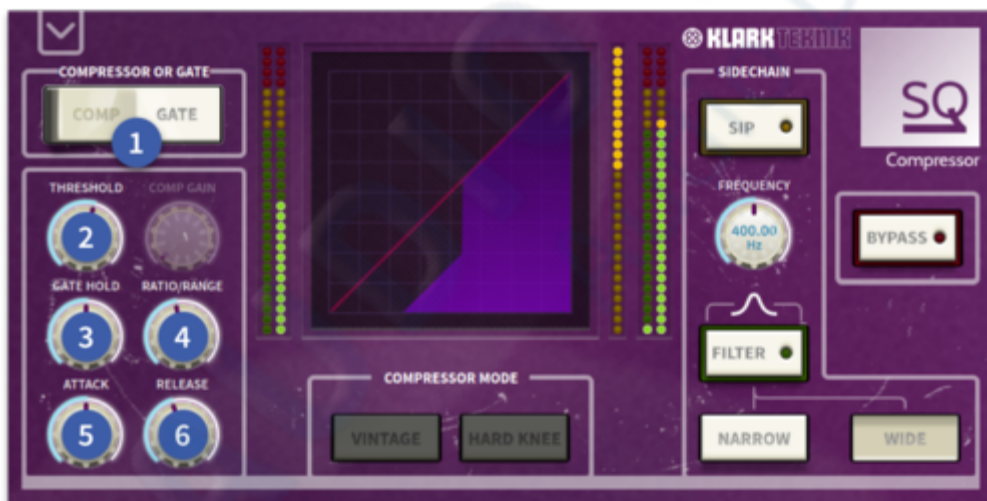 KLARK TEKNIK
COMPRESSOR OR GATE
SIDECHAIN
COMP
GATE
1
SQ
SIP
Compressor
THRESHOLD
COMP GAIN
FREQUENCY
2
400.00
Hz
BYPASS
GATE HOLD
RATIO/RANGE
3
4
FILTER
ATTACK
RELEASE
COMPRESSOR MODE
5
6
VINTAGE
HARD KNEE
NARROW
WIDE